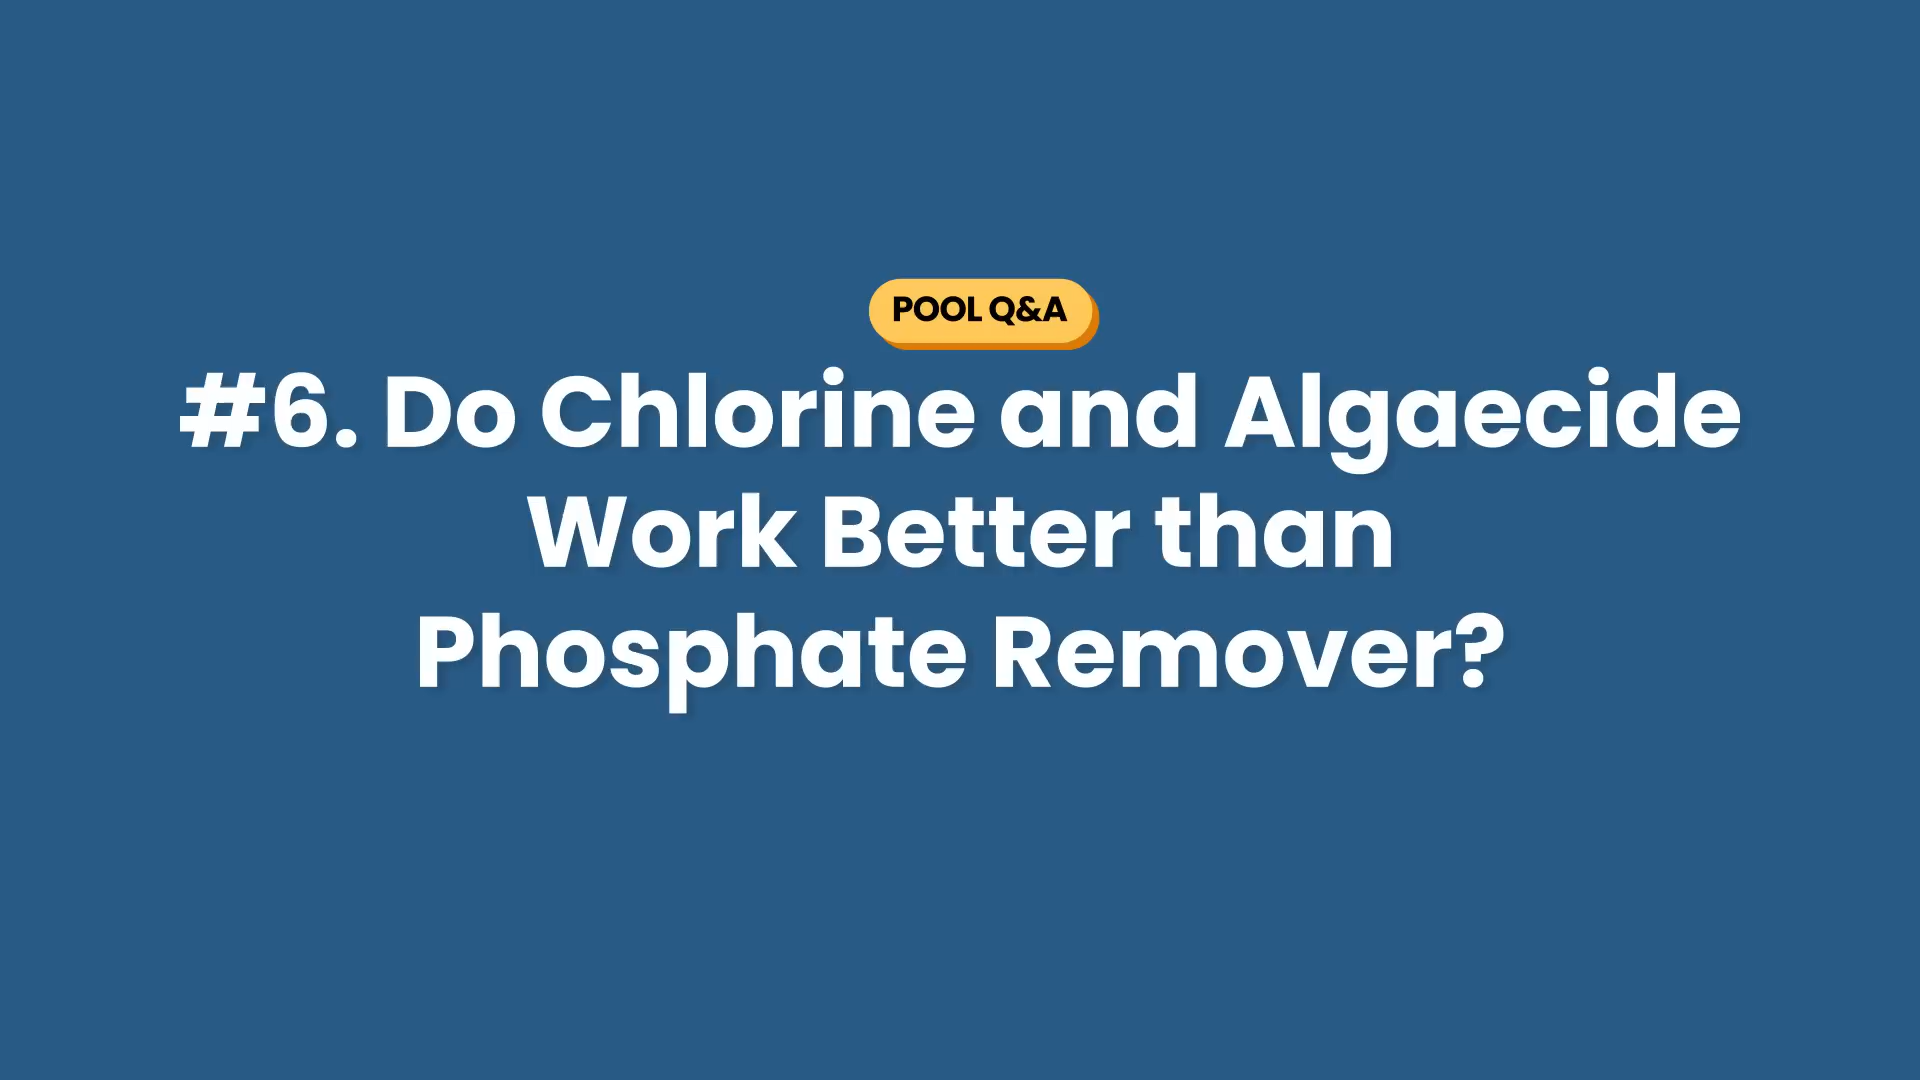 POOL Q&A
#6. Do Chlorine and Algaecide
Work Better than
Phosphate Remover?